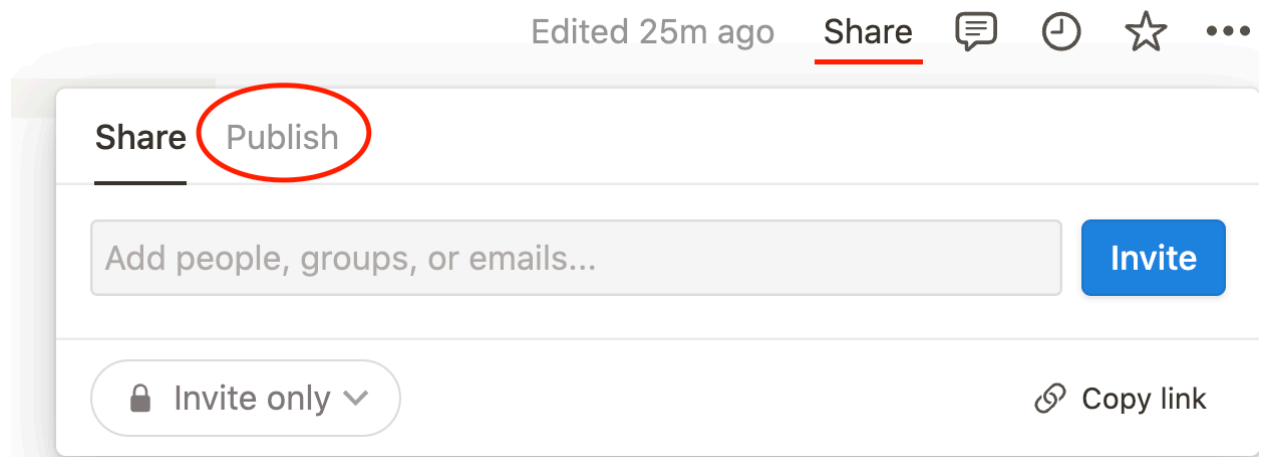 Edited 25m ago Share
Share Publish
Add people, groups, or emails... Invite
Invite only Copy link